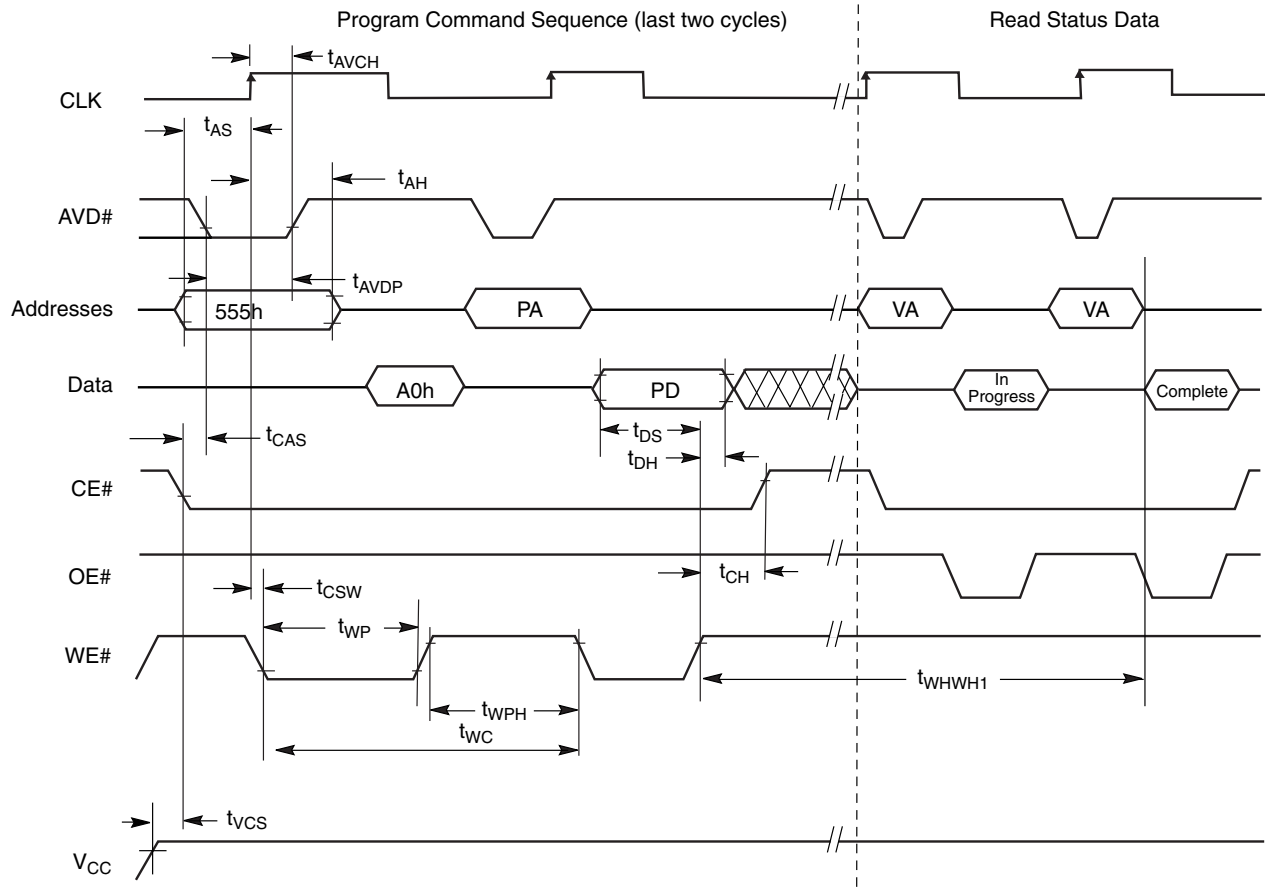 Program Command Sequence (last two cycles)
Read Status Data
tAVCH
CLK
tAS
tAH
AVD#
tAVDP
Addresses
555h
PA
VA
VA
Data
A0h
PD
In
Progress
Complete
tCAS
tDS
tDH
CE#
OE#
tCH
tCSW
tWP
WE#
tWHWH1
tWPH
tWC
tVCS
VCC